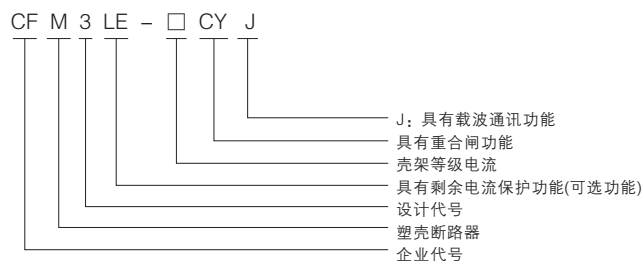 CF M 3 LE - □ CY J
J：具有载波通讯功能
具有重合闸功能
壳架等级电流
具有剩余电流保护功能(可选功能)
设计代号
塑壳断路器
企业代号